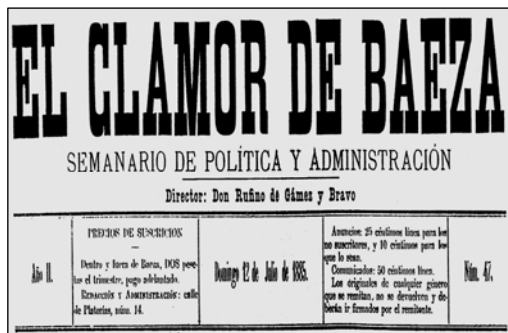 EL CLAMOR DE BAEZA
SEMANARIO DE POLÍTICA Y ADMINISTRACIÓN
Director: Don Rufino de Gámez y Bravo
Año II.
PRECIOS DE SUSCRICIÓN
Dentro y fuera de Baeza, DOS pese-
tas el trimestre, pago adelantado.
REDACCIÓN Y ADMINISTRACIÓN: calle
de Platerías, núm. 14.
Domingo 12 de Julio de 1885.
Anuncios: 25 céntimos línea para los
no suscritores, y 10 céntimos para los
que lo sean.
Comunicados: 50 céntimos línea.
Los originales de cualquier género
que se remitan, no se devuelven y de-
berán ir firmados por el remitente.
Núm. 47.